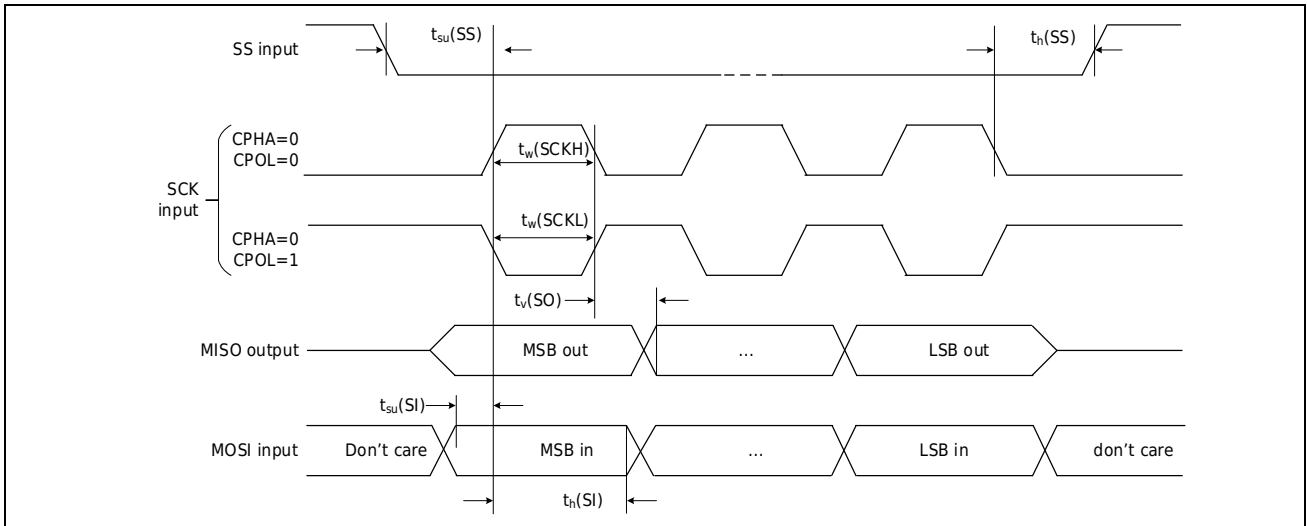 SS input
tsu(SS)
th(SS)
SCK input
CPHA=0
CPOL=0
tw(SCKH)
CPHA=0
CPOL=1
tw(SCKL)
tv(SO)
MISO output
MSB out
...
LSB out
tsu(SI)
MOSI input
Don't care
MSB in
...
LSB in
don't care
th(SI)